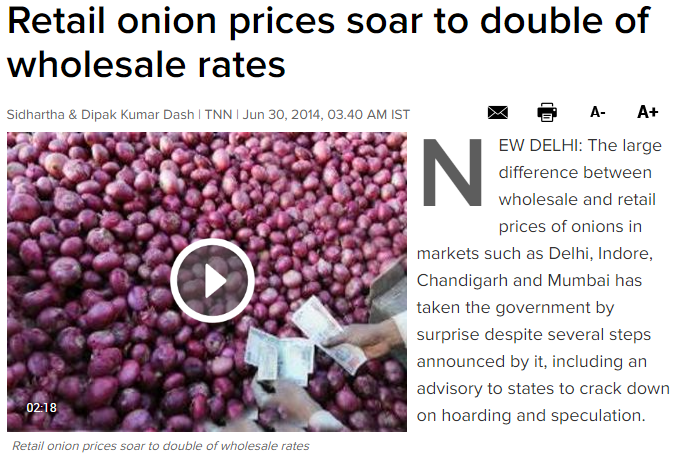 Retail onion prices soar to double of
wholesale rates
Sidhartha & Dipak Kumar Dash | TNN | Jun 30, 2014, 03.40 AM IST
A- A+
NEW DELHI: The large
difference between
wholesale and retail
prices of onions in
markets such as Delhi, Indore,
Chandigarh and Mumbai has
taken the government by
surprise despite several steps
announced by it, including an
advisory to states to crack down
on hoarding and speculation.
02:18
Retail onion prices soar to double of wholesale rates